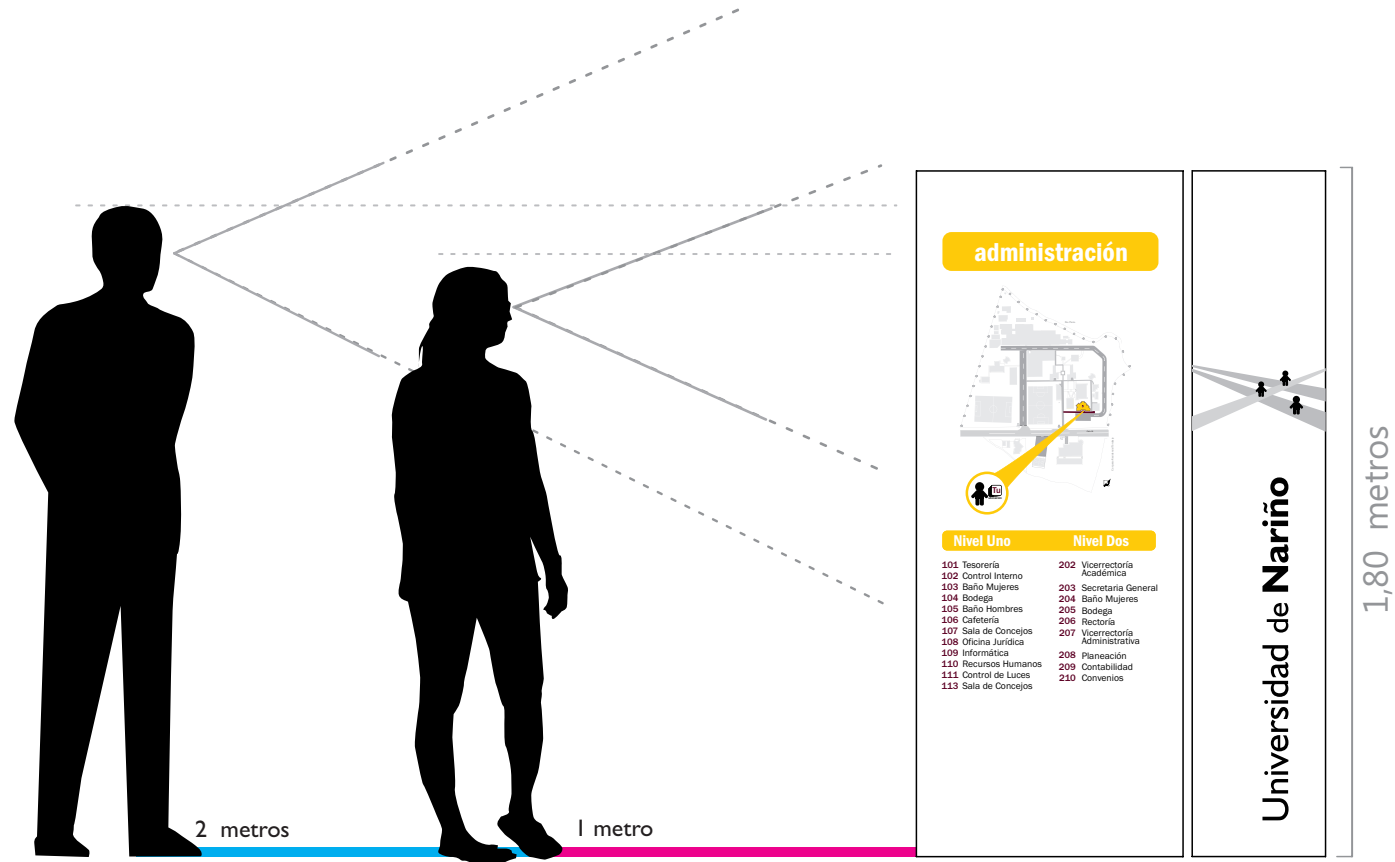 administración
Tu
Nivel Uno
101 Tesorería
102 Control Interno
103 Baño Mujeres
104 Bodega
105 Baño Hombres
106 Cafetería
107 Sala de Concejos
108 Oficina Jurídica
109 Informática
110 Recursos Humanos
111 Control de Luces
113 Sala de Concejos
Nivel Dos
202 Vicerrectoría
Académica
203 Secretaria General
204 Baño Mujeres
205 Bodega
206 Rectoría
207 Vicerrectoría
Administrativa
208 Planeación
209 Contabilidad
210 Convenios
Universidad de Nariño
1,80 metros
2 metros
1 metro